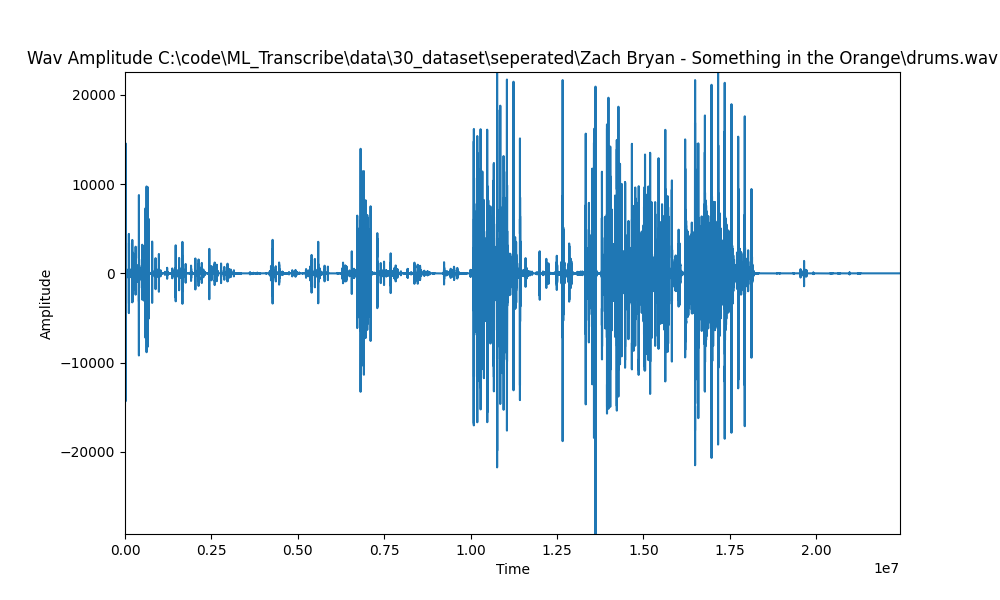 Wav Amplitude C:\code\ML_Transcribe\data\30_dataset\seperated\Zach Bryan - Something in the Orange\drums.wav
20000
10000
0
−10000
−20000
Amplitude
0.00 0.25 0.50 0.75 1.00 1.25 1.50 1.75 2.00
1e7
Time